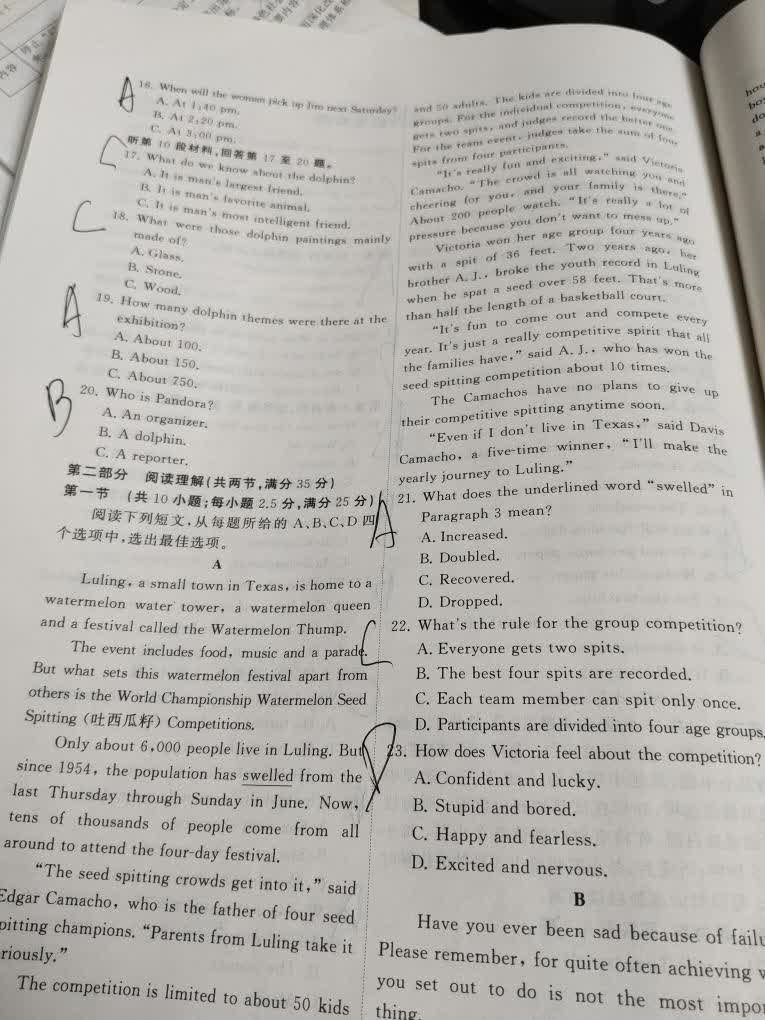 A
16. When will the woman pick up Jim next Saturday?
A. At 1:40 pm.
B. At 2:20 pm.
C. At 3:00 pm.
听第 10 段材料,回答第 17 至 20 题。
C
17. What do we know about the dolphin?
A. It is man's largest friend.
B. It is man's favorite animal.
C. It is man's most intelligent friend.
C
18. What were those dolphin paintings mainly
made of?
A. Glass.
B. Stone.
C. Wood.
A
19. How many dolphin themes were there at the
exhibition?
A. About 100.
B. About 150.
C. About 750.
B
20. Who is Pandora?
A. An organizer.
B. A dolphin.
C. A reporter.
第二部分 阅读理解(共两节,满分 35 分)
第一节 (共 10 小题;每小题 2.5 分,满分 25 分)
阅读下列短文,从每题所给的 A、B、C、D 四
个选项中,选出最佳选项。
A
Luling, a small town in Texas, is home to a
watermelon water tower, a watermelon queen
and a festival called the Watermelon Thump.
The event includes food, music and a parade.
But what sets this watermelon festival apart from
others is the World Championship Watermelon Seed
Spitting (吐西瓜籽) Competitions.
Only about 6,000 people live in Luling. But
since 1954, the population has swelled from the
last Thursday through Sunday in June. Now,
tens of thousands of people come from all
around to attend the four-day festival.
"The seed spitting crowds get into it," said
Edgar Camacho, who is the father of four seed
pitting champions. "Parents from Luling take it
riously."
The competition is limited to about 50 kids
and 50 adults. The kids are divided into four age
groups. For the individual competition, everyone
gets two spits, and judges record the better one.
For the team event, judges take the sum of four
spits from four participants.
"It's really fun and exciting," said Victoria
Camacho. "The crowd is all watching you and
cheering for you, and your family is there."
About 200 people watch. "It's really a lot of
pressure because you don't want to mess up."
Victoria won her age group four years ago
with a spit of 36 feet. Two years ago, her
brother A. J., broke the youth record in Luling
when he spat a seed over 58 feet. That's more
than half the length of a basketball court.
"It's fun to come out and compete every
year. It's just a really competitive spirit that all
the families have," said A. J., who has won the
seed spitting competition about 10 times.
The Camachos have no plans to give up
their competitive spitting anytime soon.
"Even if I don't live in Texas," said Davis
Camacho, a five-time winner, "I'll make the
yearly journey to Luling."
A
21. What does the underlined word "swelled" in
Paragraph 3 mean?
A. Increased.
B. Doubled.
C. Recovered.
D. Dropped.
C
22. What's the rule for the group competition?
A. Everyone gets two spits.
B. The best four spits are recorded.
C. Each team member can spit only once.
D. Participants are divided into four age groups.
23. How does Victoria feel about the competition?
A. Confident and lucky.
B. Stupid and bored.
C. Happy and fearless.
D. Excited and nervous.
B
Have you ever been sad because of failu
Please remember, for quite often achieving w
you set out to do is not the most impor
thing.